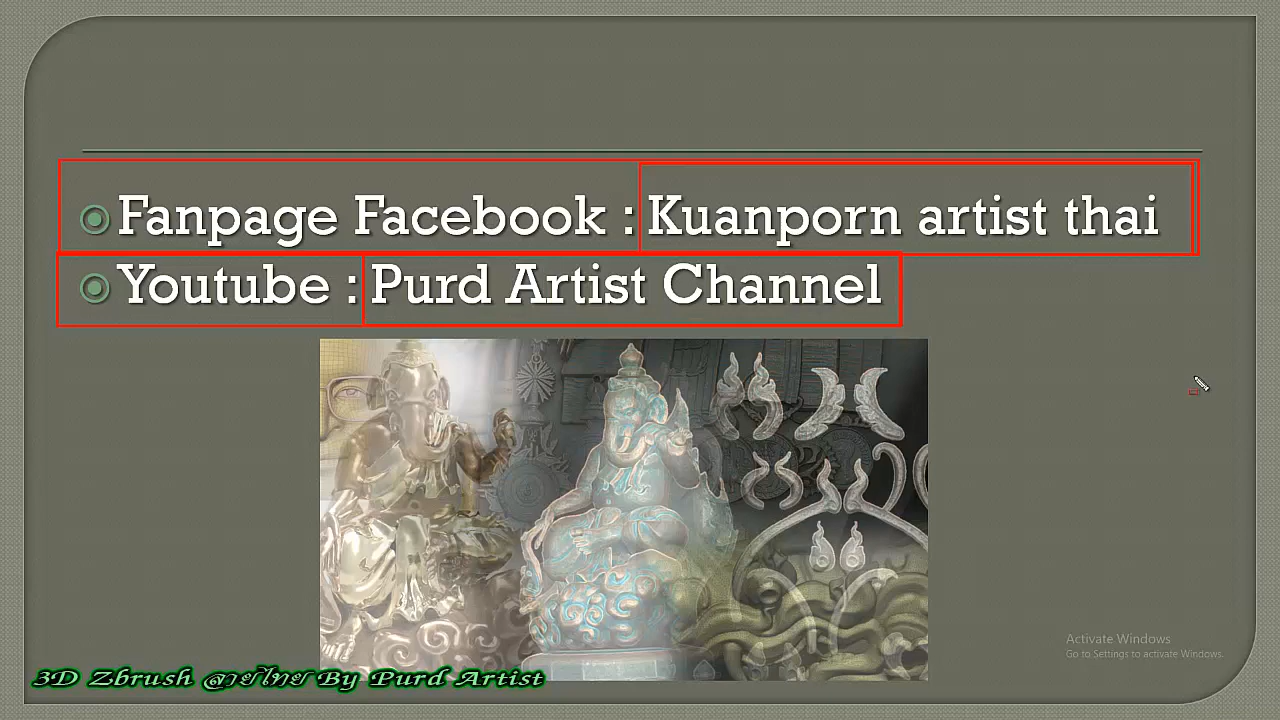 Fanpage Facebook : Kuanporn artist thai
Youtube : Purd Artist Channel
Activate Windows
Go to Settings to activate Windows.
3D Zbrush ลายไทย By Purd Artist